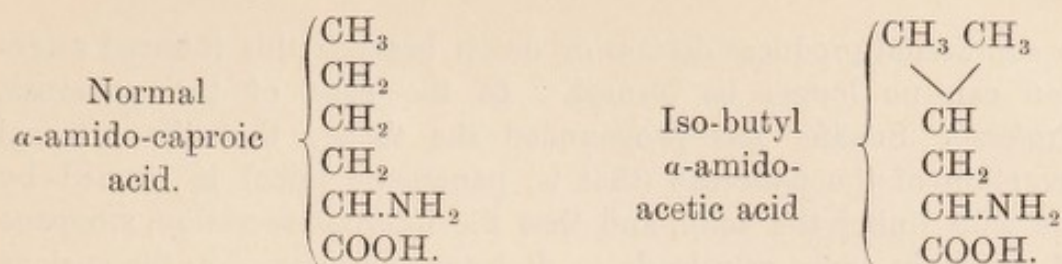 Normal
α-amido-caproic
acid.
CH₃
CH₂
CH₂
CH₂
CH.NH₂
COOH.
Iso-butyl
α-amido-
acetic acid
CH₃ CH₃
CH
CH₂
CH.NH₂
COOH.